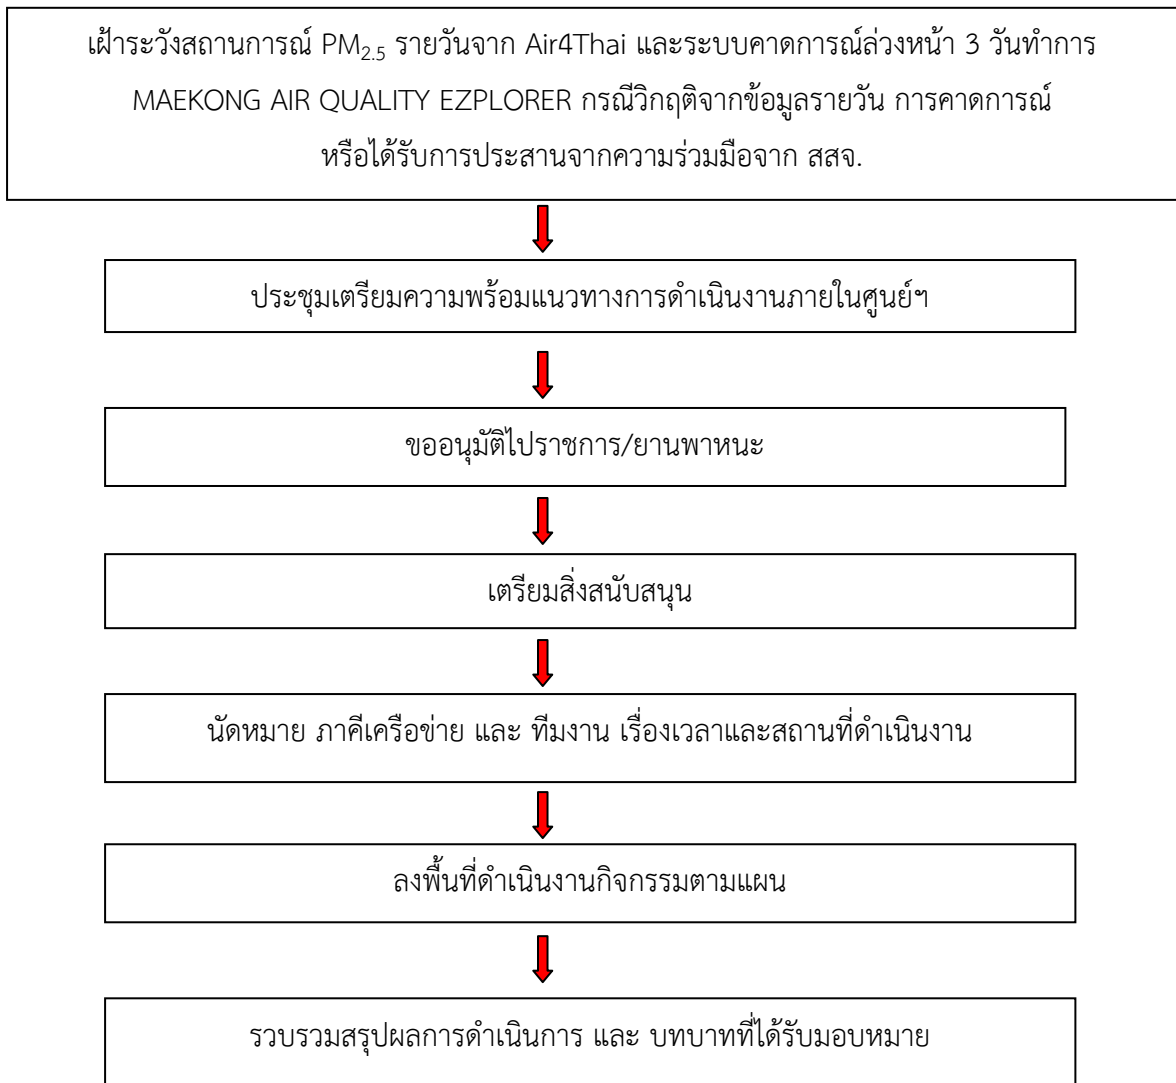 เฝ้าระวังสถานการณ์ PM2.5 รายวันจาก Air4Thai และระบบคาดการณ์ล่วงหน้า 3 วันทำการ
MAEKONG AIR QUALITY EZPLORER กรณีวิกฤติจากข้อมูลรายวัน การคาดการณ์
หรือได้รับการประสานจากความร่วมมือจาก สสจ.
ประชุมเตรียมความพร้อมแนวทางการดำเนินงานภายในศูนย์ฯ
ขออนุมัติไปราชการ/ยานพาหนะ
เตรียมสิ่งสนับสนุน
นัดหมาย ภาคีเครือข่าย และ ทีมงาน เรื่องเวลาและสถานที่ดำเนินงาน
ลงพื้นที่ดำเนินงานกิจกรรมตามแผน
รวบรวมสรุปผลการดำเนินการ และ บทบาทที่ได้รับมอบหมาย